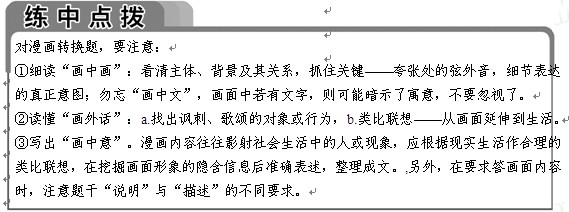 练中点拨
对漫画转换题，要注意：
①细读“画中画”：看清主体、背景及其关系，抓住关键——夸张处的弦外音，细节表达
的真正意图；勿忘“画中文”，画面中若有文字，则可能暗示了寓意，不要忽视了。
②读懂“画外话”：a.找出讽刺、歌颂的对象或行为，b.类比联想——从画面延伸到生活。
③写出“画中意”。漫画内容往往影射社会生活中的人或现象，应根据现实生活作合理的
类比联想，在挖掘画面形象的隐含信息后准确表述，整理成文。.另外，在要求答画面内容
时，注意题干“说明”与“描述”的不同要求。